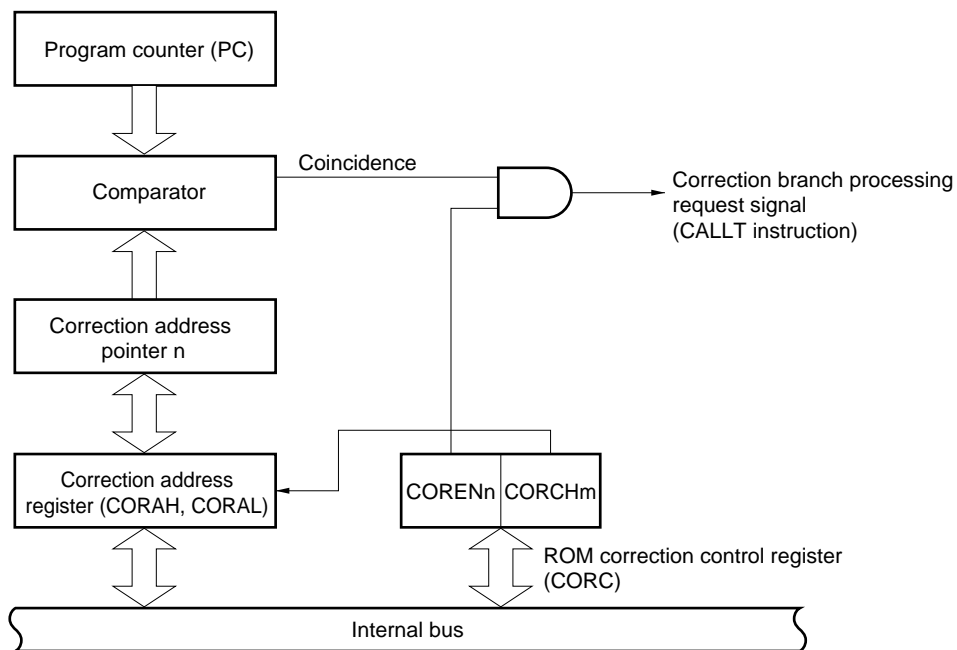 Program counter (PC)
Comparator
Coincidence
Correction branch processing
request signal
(CALLT instruction)
Correction address
pointer n
Correction address
register (CORAH, CORAL)
CORENn
CORCHm
ROM correction control register
(CORC)
Internal bus